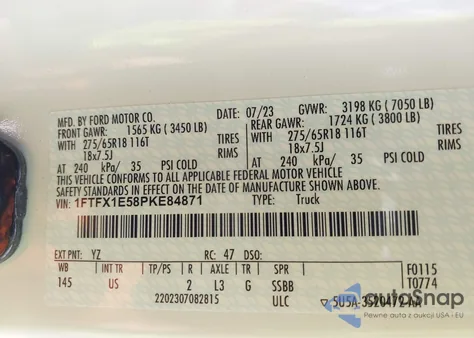 MFD. BY FORD MOTOR CO. DATE: 07/23 GVWR: 3198 KG (7050 LB)
FRONT GAWR: 1565 KG (3450 LB) REAR GAWR: 1724 KG (3800 LB)
WITH 275/65R18 116T TIRES 275/65R18 116T TIRES
18x7.5J RIMS 18x7.5J RIMS
AT 240 kPa/ 35 PSI COLD AT 240 kPa/ 35 PSI COLD
THIS VEHICLE CONFORMS TO ALL APPLICABLE FEDERAL MOTOR VEHICLE
SAFETY STANDARDS IN EFFECT ON THE DATE OF MANUFACTURE SHOWN ABOVE.
VIN: 1FTFX1E58PKE84871 TYPE: Truck
EXT PNT: YZ RC: 47 DSO: F0115
WB INT TR TP/PS R AXLE TR SPR T0774
145 US 2 L3 G SSBB
2202307082815 ULC 5U5A-3520472-AA
autoSnap
Pewne auta z aukcji USA - EU